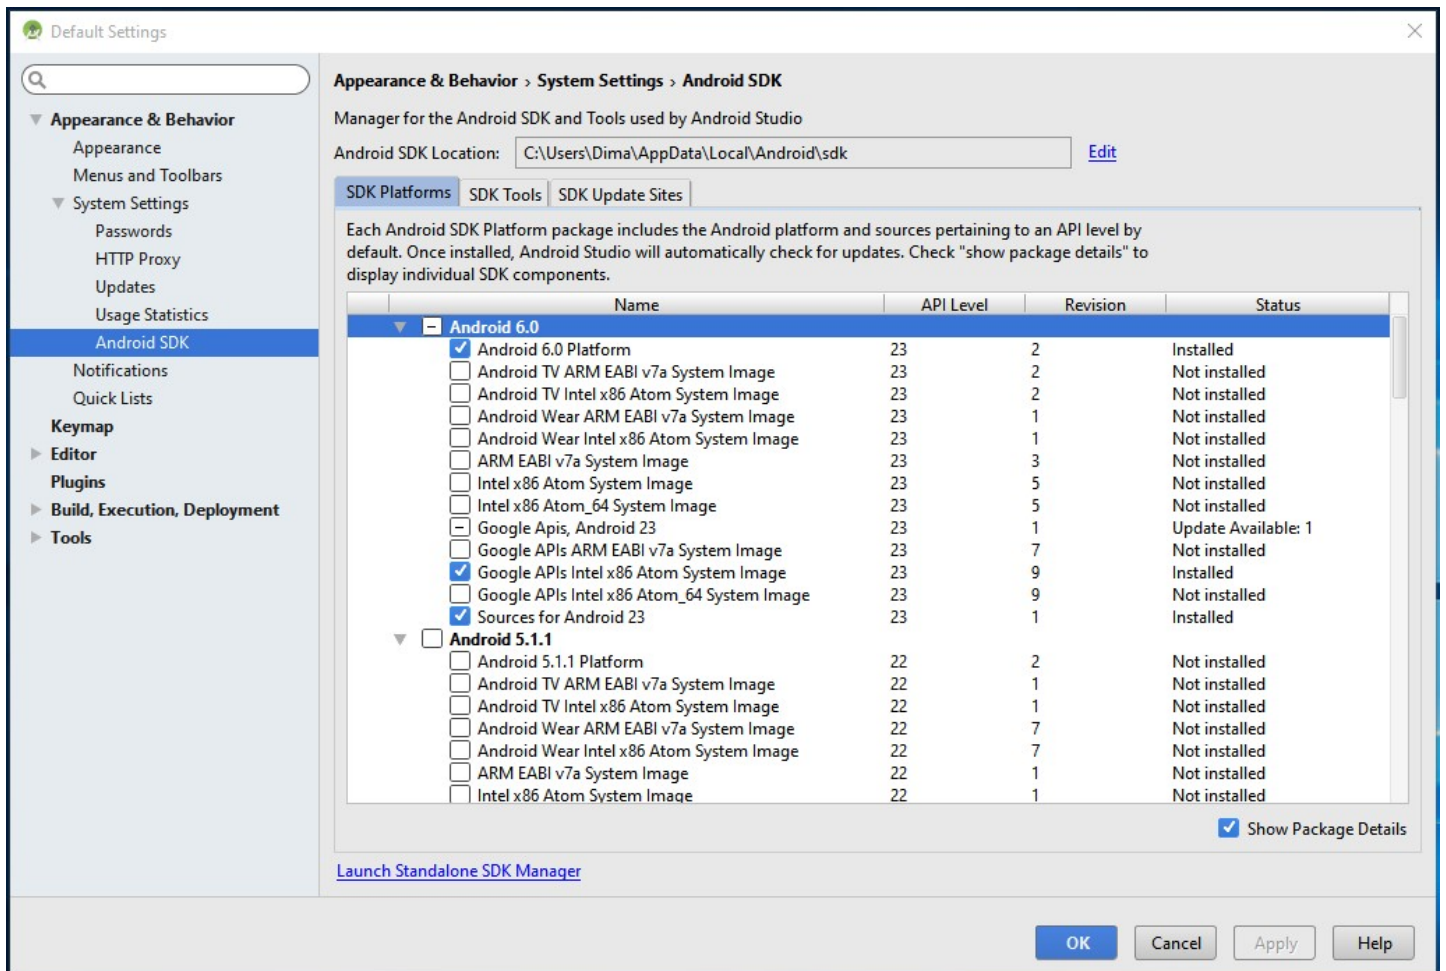 Default Settings
Appearance & Behavior
Appearance
Menus and Toolbars
System Settings
Passwords
HTTP Proxy
Updates
Usage Statistics
Android SDK
Notifications
Quick Lists
Keymap
Editor
Plugins
Build, Execution, Deployment
Tools
Appearance & Behavior › System Settings › Android SDK
Manager for the Android SDK and Tools used by Android Studio
Android SDK Location: C:\Users\Dima\AppData\Local\Android\sdk Edit
SDK Platforms SDK Tools SDK Update Sites
Each Android SDK Platform package includes the Android platform and sources pertaining to an API level by
default. Once installed, Android Studio will automatically check for updates. Check "show package details" to
display individual SDK components.
Name API Level Revision Status
Android 6.0
Android 6.0 Platform 23 2 Installed
Android TV ARM EABI v7a System Image 23 2 Not installed
Android TV Intel x86 Atom System Image 23 2 Not installed
Android Wear ARM EABI v7a System Image 23 1 Not installed
Android Wear Intel x86 Atom System Image 23 1 Not installed
ARM EABI v7a System Image 23 3 Not installed
Intel x86 Atom System Image 23 5 Not installed
Intel x86 Atom_64 System Image 23 5 Not installed
Google Apis, Android 23 23 1 Update Available: 1
Google APIs ARM EABI v7a System Image 23 7 Not installed
Google APIs Intel x86 Atom System Image 23 9 Installed
Google APIs Intel x86 Atom_64 System Image 23 9 Not installed
Sources for Android 23 23 1 Installed
Android 5.1.1
Android 5.1.1 Platform 22 2 Not installed
Android TV ARM EABI v7a System Image 22 1 Not installed
Android TV Intel x86 Atom System Image 22 1 Not installed
Android Wear ARM EABI v7a System Image 22 7 Not installed
Android Wear Intel x86 Atom System Image 22 7 Not installed
ARM EABI v7a System Image 22 1 Not installed
Intel x86 Atom System Image 22 1 Not installed
Show Package Details
Launch Standalone SDK Manager
OK Cancel Apply Help